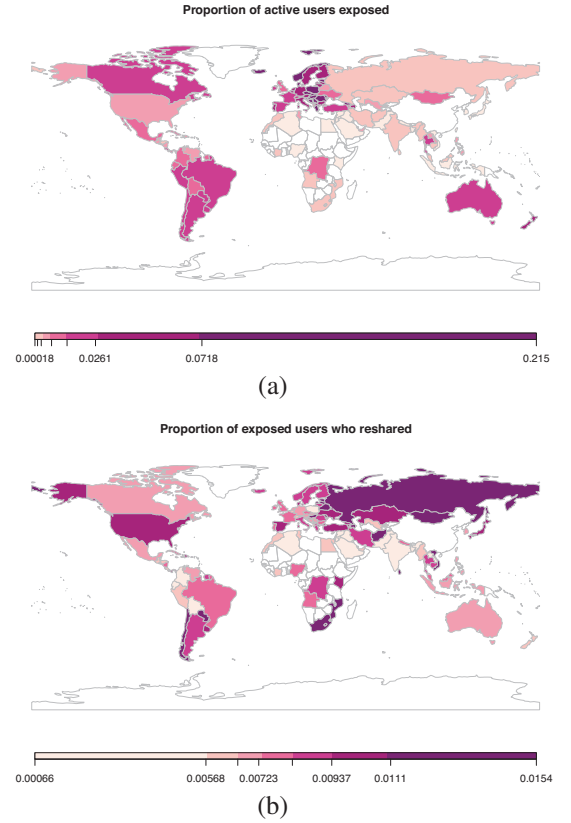 Proportion of active users exposed
0.00018 0.0261 0.0718 0.215
(a)
Proportion of exposed users who reshared
0.00066 0.00568 0.00723 0.00937 0.0111 0.0154
(b)